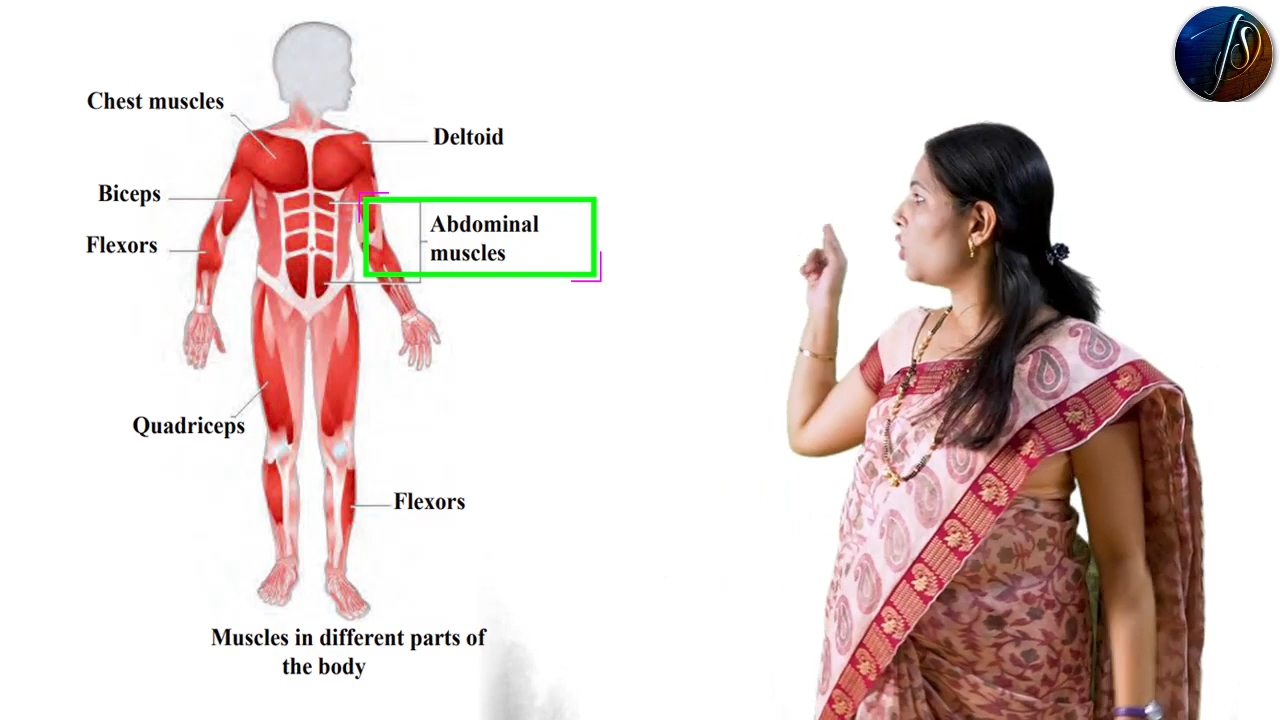 Chest muscles
Deltoid
Biceps
Abdominal
muscles
Flexors
Quadriceps
Flexors
Muscles in different parts of
the body